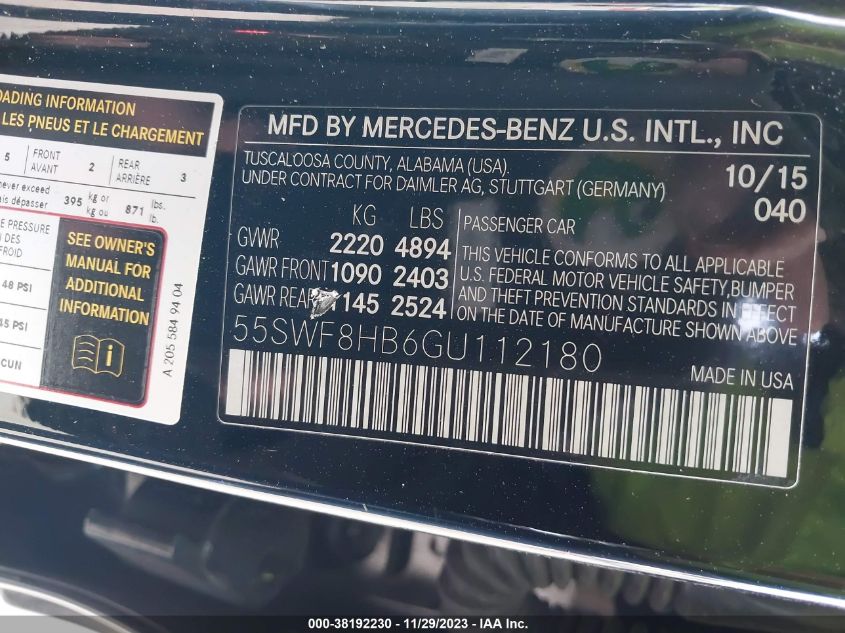 OADING INFORMATION
LES PNEUS ET LE CHARGEMENT
5 FRONT AVANT 2 REAR ARRIÈRE 3
never exceed
ais dépasser 395 kg or kg ou 871 lbs. lb.
E PRESSURE
N DES
FROID
48 PSI
45 PSI
CUN
SEE OWNER'S
MANUAL FOR
ADDITIONAL
INFORMATION
A 205 584 94 04
MFD BY MERCEDES-BENZ U.S. INTL., INC
TUSCALOOSA COUNTY, ALABAMA (USA).
UNDER CONTRACT FOR DAIMLER AG, STUTTGART (GERMANY)
10/15
040
KG LBS
GVWR 2220 4894
GAWR FRONT 1090 2403
GAWR REAR 1145 2524
PASSENGER CAR
THIS VEHICLE CONFORMS TO ALL APPLICABLE
U.S. FEDERAL MOTOR VEHICLE SAFETY, BUMPER
AND THEFT PREVENTION STANDARDS IN EFFECT
ON THE DATE OF MANUFACTURE SHOWN ABOVE
55SWF8HB6GU112180
MADE IN USA
000-38192230 - 11/29/2023 - IAA Inc.